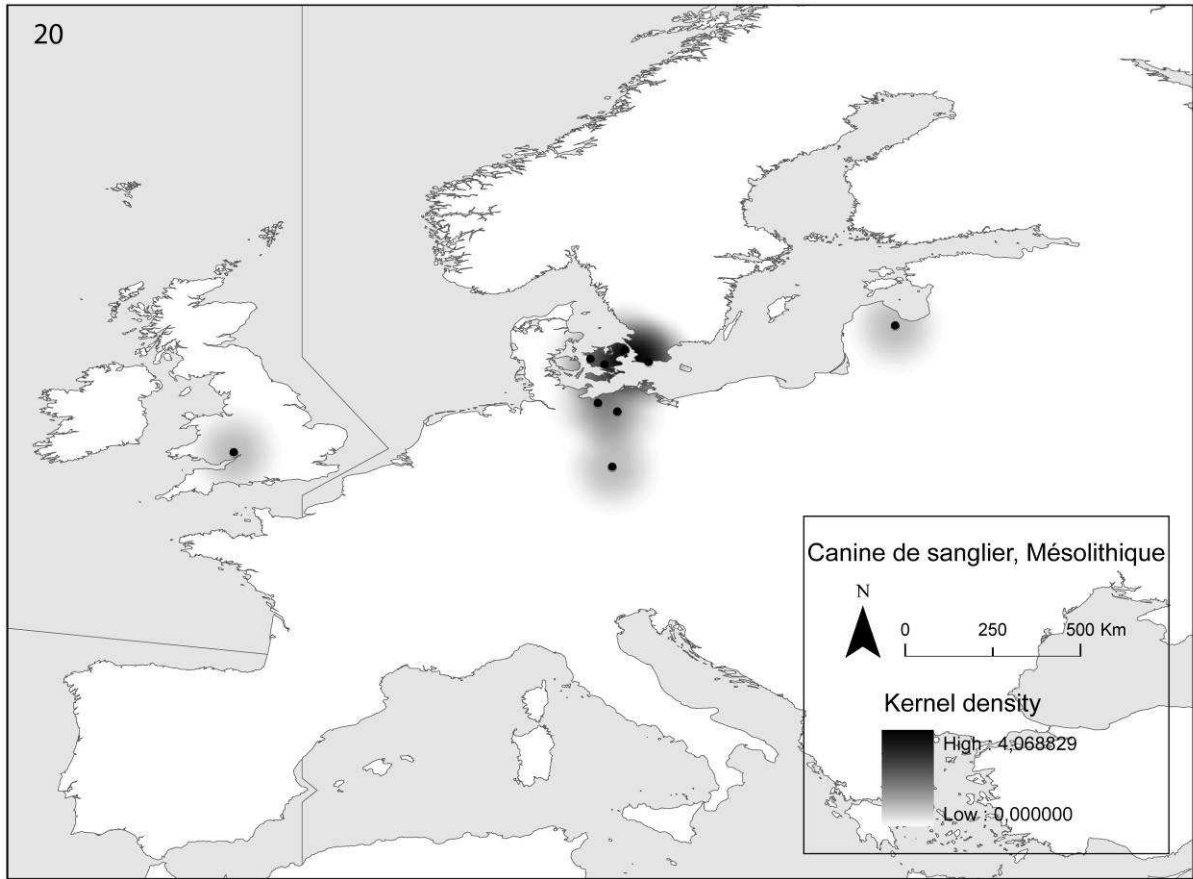 20
Canine de sanglier, Mésolithique
N
0 250 500 Km
Kernel density
High : 4,068829
Low : 0,000000